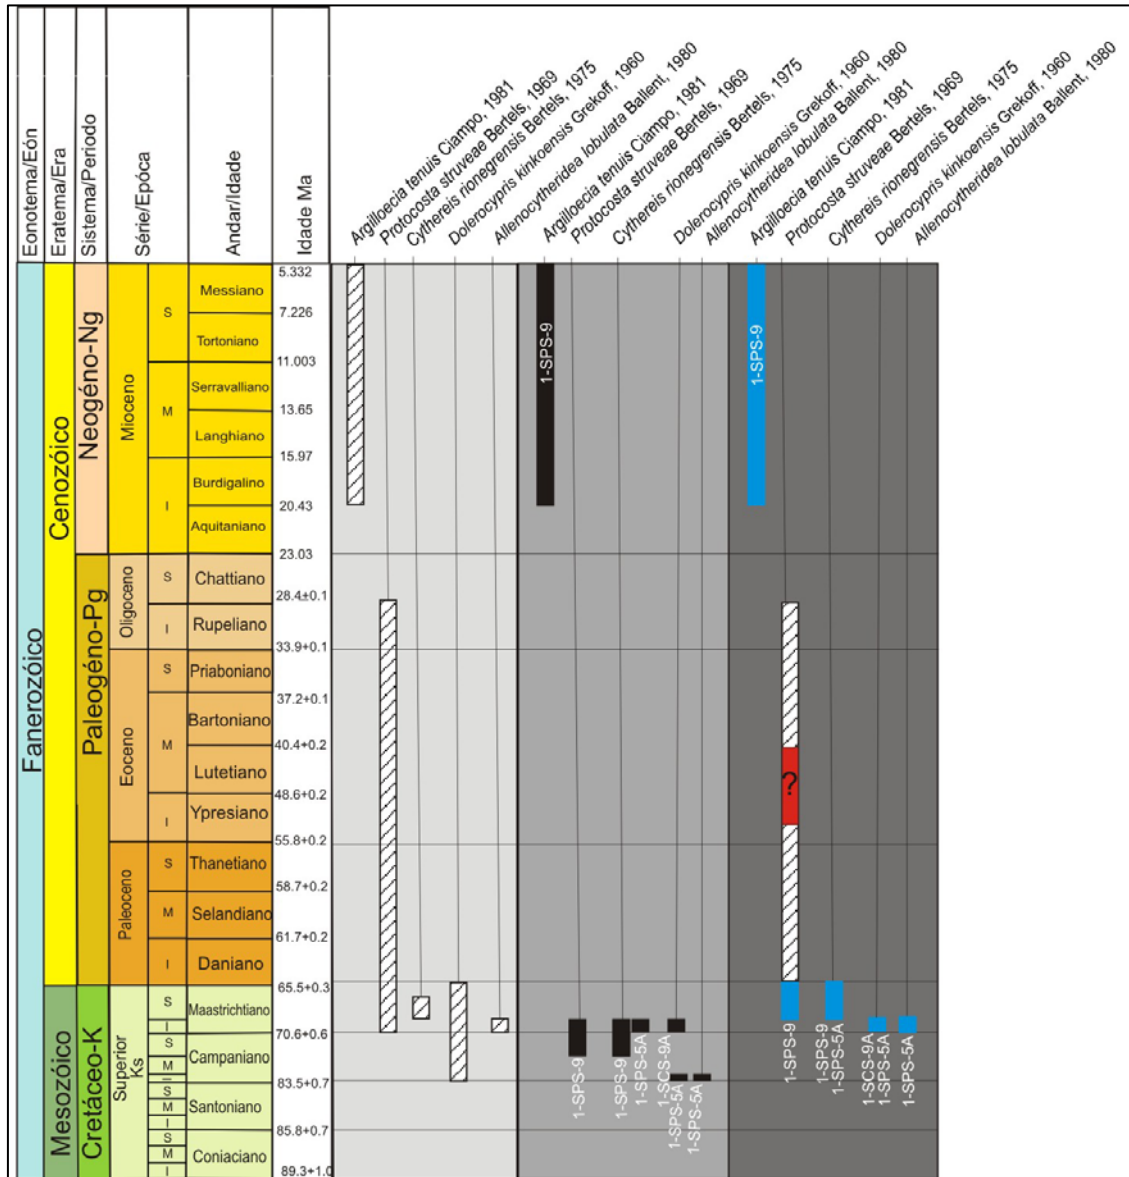 Eonotema/Eón
Eratema/Era
Sistema/Periodo
Série/Epóca
Andar/Idade
Idade Ma
Argilloecia tenuis Ciampo, 1981
Protocosta struveae Bertels, 1969
Cythereis rionegrensis Bertels, 1975
Dolerocypris kinkoensis Grekoff, 1960
Allenocytheridea lobulata Ballent, 1980
Argilloecia tenuis Ciampo, 1981
Protocosta struveae Bertels, 1969
Cythereis rionegrensis Bertels, 1975
Dolerocypris kinkoensis Grekoff, 1960
Allenocytheridea lobulata Ballent, 1980
Argilloecia tenuis Ciampo, 1981
Protocosta struveae Bertels, 1969
Cythereis rionegrensis Bertels, 1975
Dolerocypris kinkoensis Grekoff, 1960
Allenocytheridea lobulata Ballent, 1980
Fanerozóico
Cenozóico
Mesozóico
Neogéno-Ng
Paleogéno-Pg
Cretáceo-K
Mioceno
Oligoceno
Eoceno
Paleoceno
Superior
Ks
S
M
I
S
I
S
M
I
S
M
I
S
I
S
M
I
S
M
I
S
M
I
Messiano
Tortoniano
Serravalliano
Langhiano
Burdigalino
Aquitaniano
Chattiano
Rupeliano
Priaboniano
Bartoniano
Lutetiano
Ypresiano
Thanetiano
Selandiano
Daniano
Maastrichtiano
Campaniano
Santoniano
Coniaciano
5.332
7.226
11.003
13.65
15.97
20.43
23.03
28.4+0.1
33.9+0.1
37.2+0.1
40.4+0.2
48.6+0.2
55.8+0.2
58.7+0.2
61.7+0.2
65.5+0.3
70.6+0.6
83.5+0.7
85.8+0.7
89.3+1.0
1-SPS-9
1-SPS-9
1-SPS-9
1-SPS-5A
1-SCS-9A
1-SPS-5A
1-SPS-5A
1-SPS-9
?
1-SPS-9
1-SPS-9
1-SPS-5A
1-SCS-9A
1-SPS-5A
1-SPS-5A